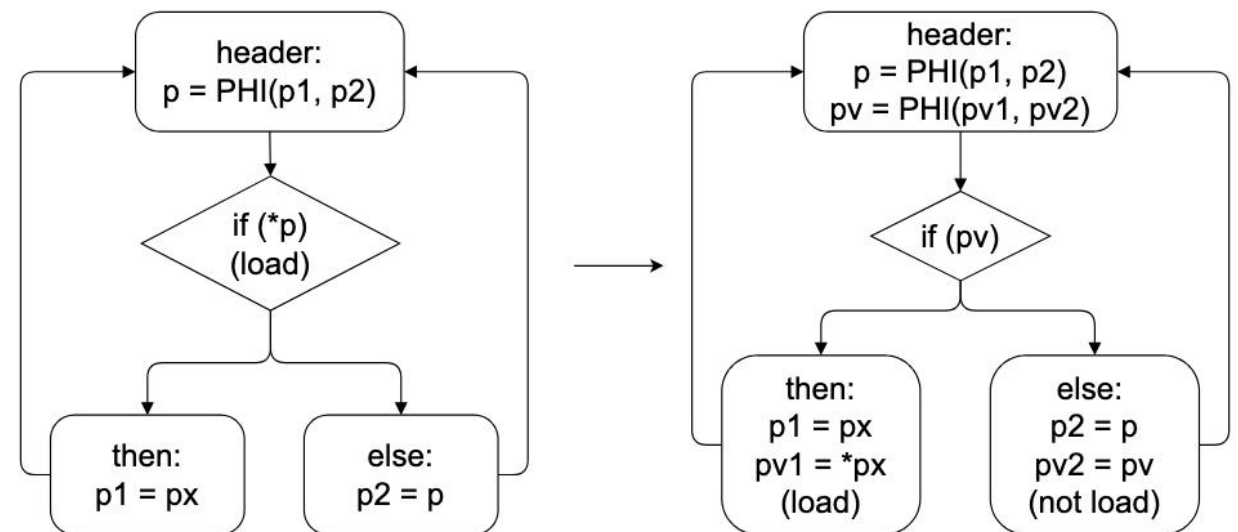 header:
p = PHI(p1, p2)
if (*p)
(load)
then:
p1 = px
else:
p2 = p
header:
p = PHI(p1, p2)
pv = PHI(pv1, pv2)
if (pv)
then:
p1 = px
pv1 = *px
(load)
else:
p2 = p
pv2 = pv
(not load)